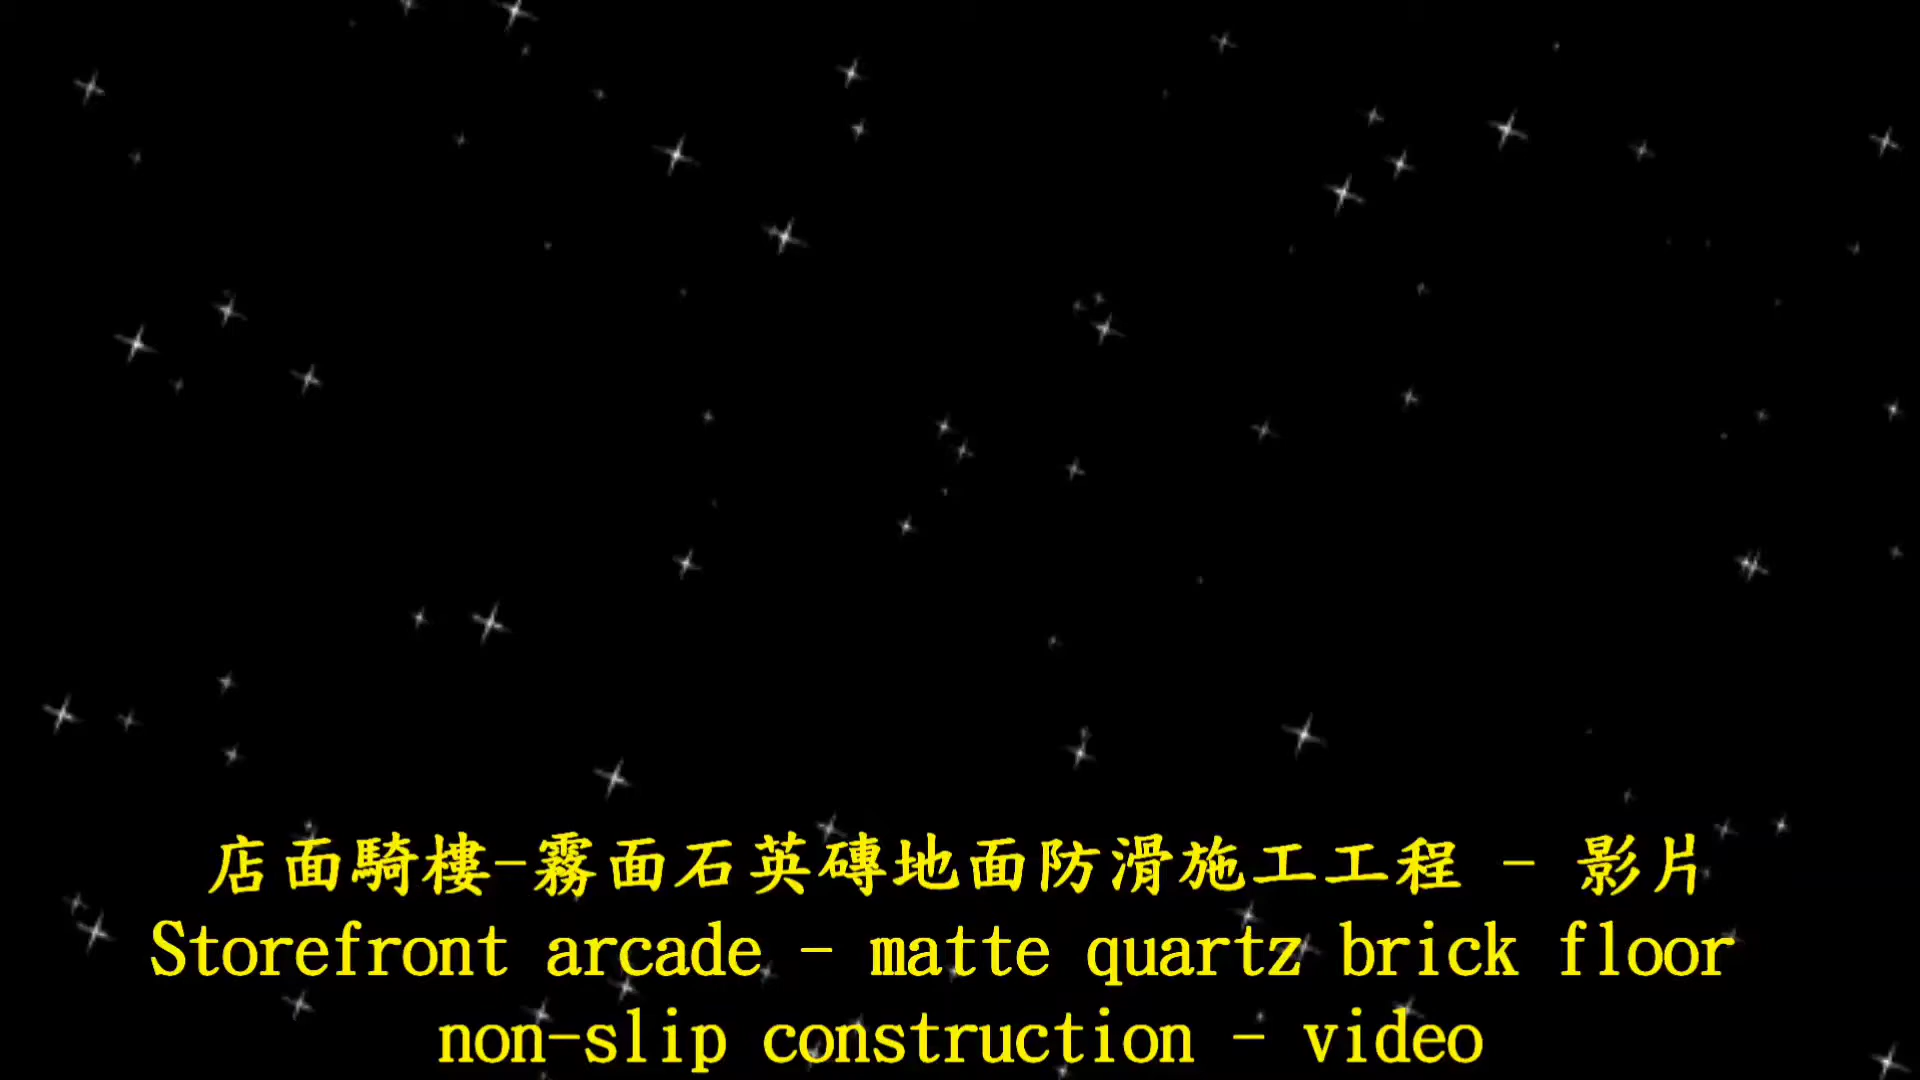 店面騎樓-霧面石英磚地面防滑施工工程 - 影片
Storefront arcade - matte quartz brick floor
non-slip construction - video